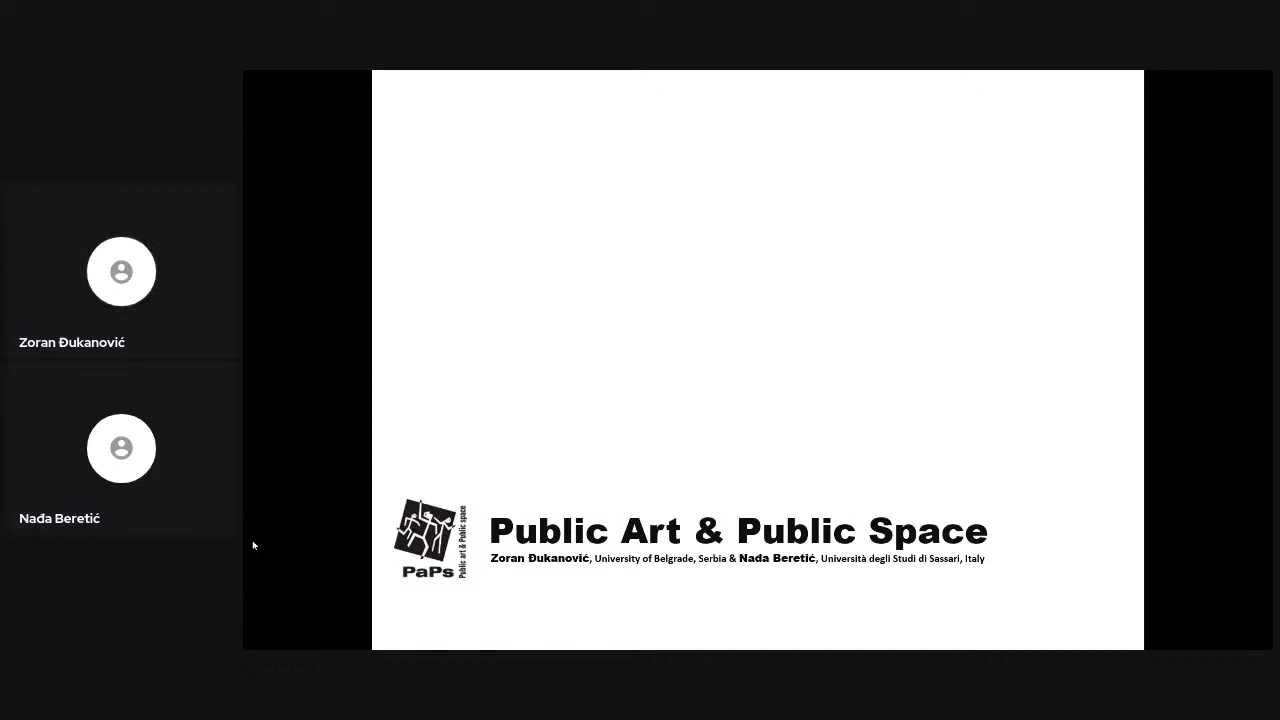 Zoran Đukanović
Nađa Beretić
PaPs
Public art & Public space
Public Art & Public Space
Zoran Đukanović, University of Belgrade, Serbia & Nađa Beretić, Università degli Studi di Sassari, Italy